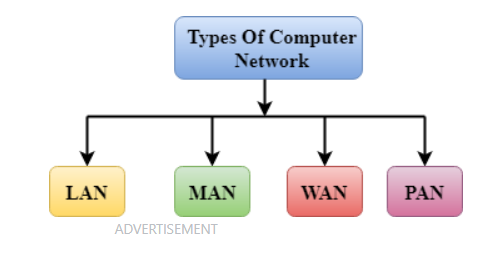 Types Of Computer
Network
LAN
MAN
WAN
PAN
ADVERTISEMENT